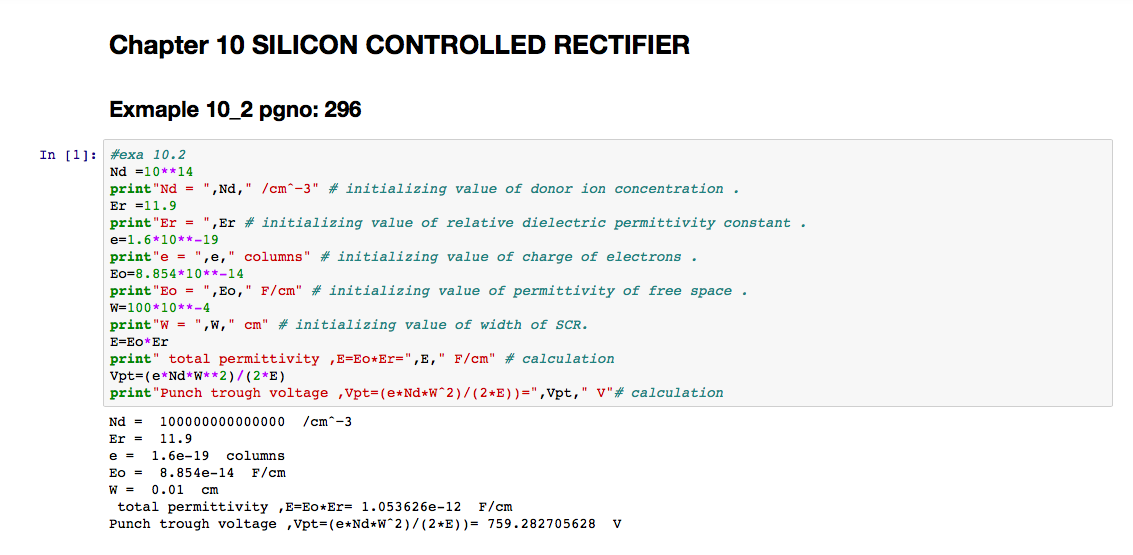 Chapter 10 SILICON CONTROLLED RECTIFIER
Exmaple 10_2 pgno: 296
In [1]: #exa 10.2
Nd =10**14
print"Nd = ",Nd," /cm^-3" # initializing value of donor ion concentration .
Er =11.9
print"Er = ",Er # initializing value of relative dielectric permittivity constant .
e=1.6*10**-19
print"e = ",e," columns" # initializing value of charge of electrons .
Eo=8.854*10**-14
print"Eo = ",Eo," F/cm" # initializing value of permittivity of free space .
W=100*10**-4
print"W = ",W," cm" # initializing value of width of SCR.
E=Eo*Er
print" total permittivity ,E=Eo*Er=",E," F/cm" # calculation
Vpt=(e*Nd*W**2)/(2*E)
print"Punch trough voltage ,Vpt=(e*Nd*W^2)/(2*E))=",Vpt," V"# calculation
Nd =  100000000000000  /cm^-3
Er =  11.9
e =  1.6e-19  columns
Eo =  8.854e-14  F/cm
W =  0.01  cm
 total permittivity ,E=Eo*Er= 1.053626e-12  F/cm
Punch trough voltage ,Vpt=(e*Nd*W^2)/(2*E))= 759.282705628  V